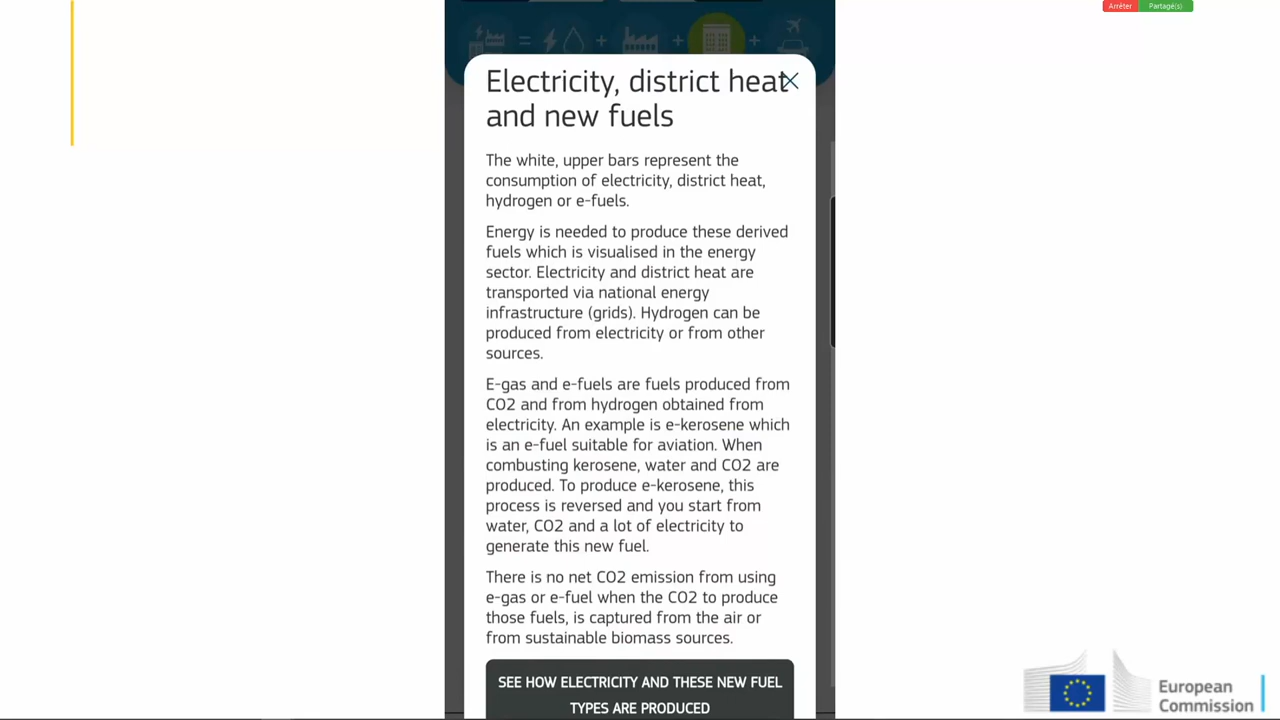 Arrêter
Partagé(s)
Electricity, district heat
and new fuels
The white, upper bars represent the
consumption of electricity, district heat,
hydrogen or e-fuels.
Energy is needed to produce these derived
fuels which is visualised in the energy
sector. Electricity and district heat are
transported via national energy
infrastructure (grids). Hydrogen can be
produced from electricity or from other
sources.
E-gas and e-fuels are fuels produced from
CO2 and from hydrogen obtained from
electricity. An example is e-kerosene which
is an e-fuel suitable for aviation. When
combusting kerosene, water and CO2 are
produced. To produce e-kerosene, this
process is reversed and you start from
water, CO2 and a lot of electricity to
generate this new fuel.
There is no net CO2 emission from using
e-gas or e-fuel when the CO2 to produce
those fuels, is captured from the air or
from sustainable biomass sources.
SEE HOW ELECTRICITY AND THESE NEW FUEL
TYPES ARE PRODUCED
European
Commission